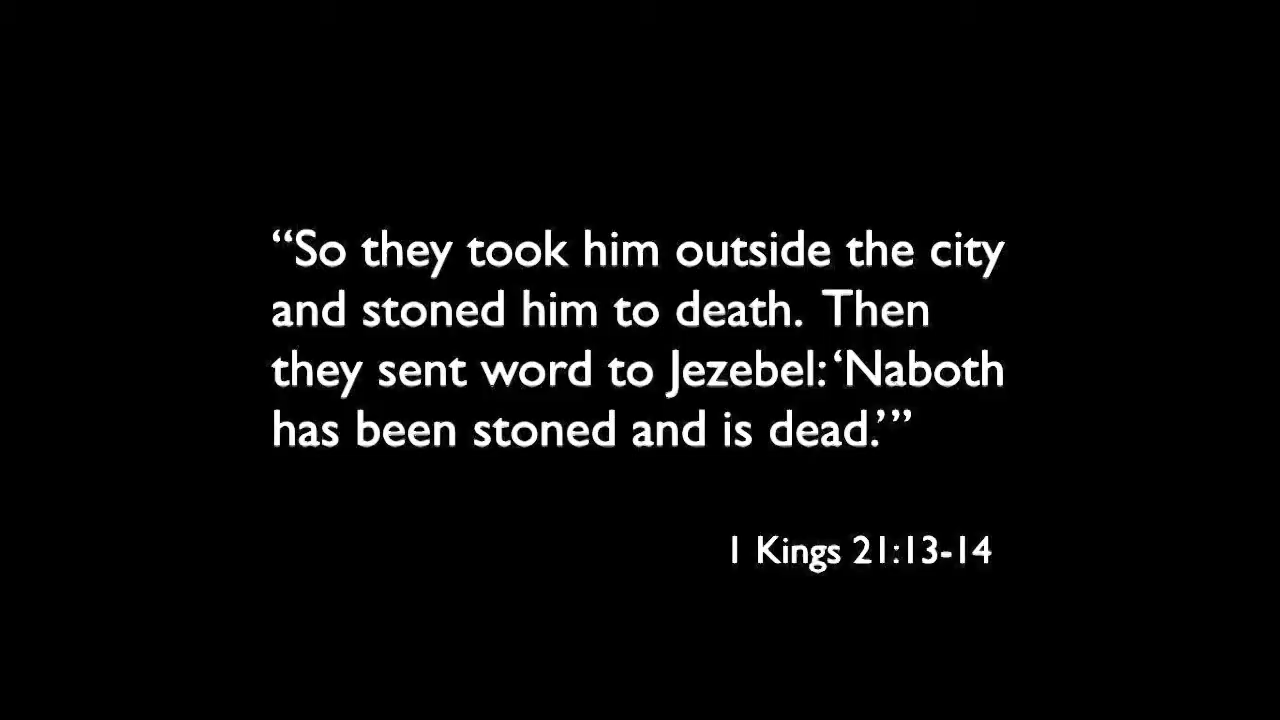 “So they took him outside the city
and stoned him to death. Then
they sent word to Jezebel: ‘Naboth
has been stoned and is dead.’”
1 Kings 21:13-14